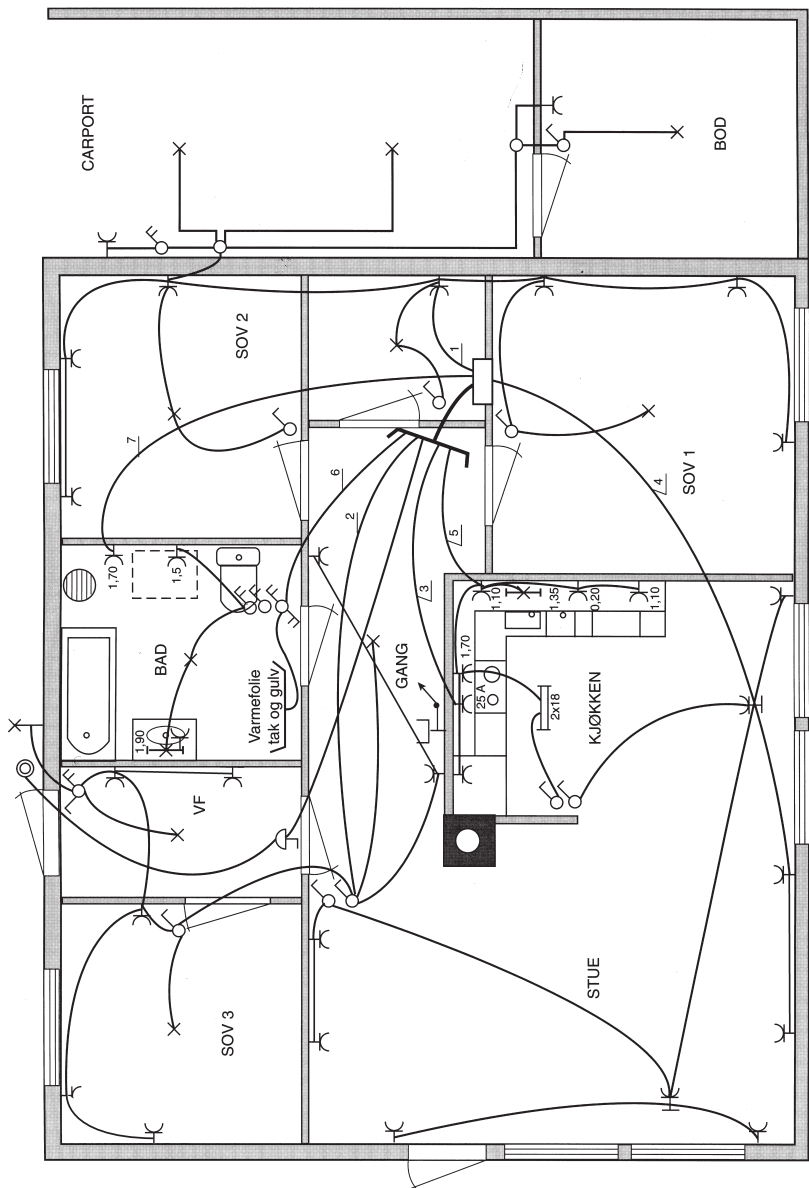 CARPORT
BOD
SOV 2
1
7
SOV 1
4
6
2
5
3
1,70
1,5
BAD
1,90
Varmefolie
tak og gulv
GANG
1,10
1,35
0,20
1,10
1,70
25 A
2x18
KJØKKEN
VF
STUE
SOV 3